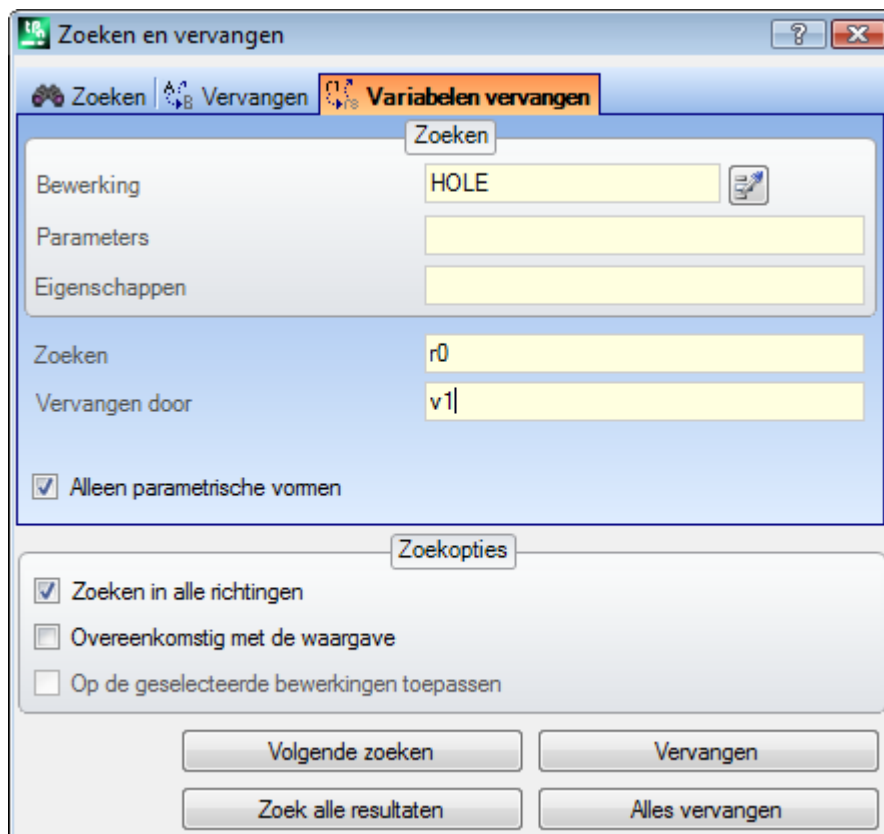 Zoeken en vervangen
Zoeken Vervangen Variabelen vervangen
Zoeken
Bewerking HOLE
Parameters
Eigenschappen
Zoeken r0
Vervangen door v1
Alleen parametrische vormen
Zoekopties
Zoeken in alle richtingen
Overeenkomstig met de waargave
Op de geselecteerde bewerkingen toepassen
Volgende zoeken Vervangen
Zoek alle resultaten Alles vervangen